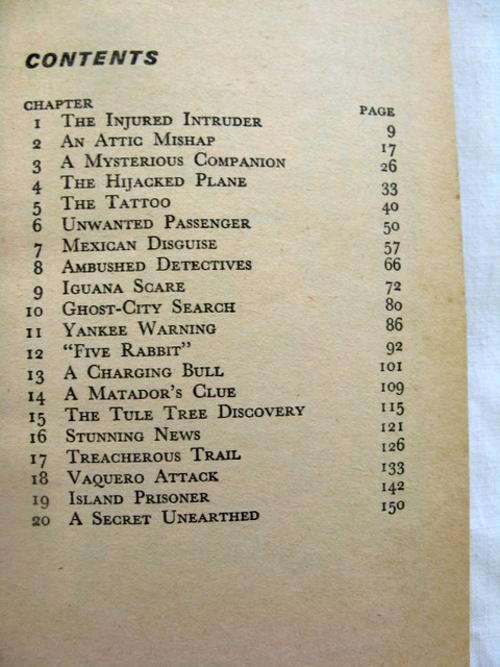 CONTENTS
CHAPTER PAGE
1 THE INJURED INTRUDER 9
2 AN ATTIC MISHAP 17
3 A MYSTERIOUS COMPANION 26
4 THE HIJACKED PLANE 33
5 THE TATTOO 40
6 UNWANTED PASSENGER 50
7 MEXICAN DISGUISE 57
8 AMBUSHED DETECTIVES 66
9 IGUANA SCARE 72
10 GHOST-CITY SEARCH 80
11 YANKEE WARNING 86
12 “FIVE RABBIT” 92
13 A CHARGING BULL 101
14 A MATADOR’S CLUE 109
15 THE TULE TREE DISCOVERY 115
16 STUNNING NEWS 121
17 TREACHEROUS TRAIL 126
18 VAQUERO ATTACK 133
19 ISLAND PRISONER 142
20 A SECRET UNEARTHED 150